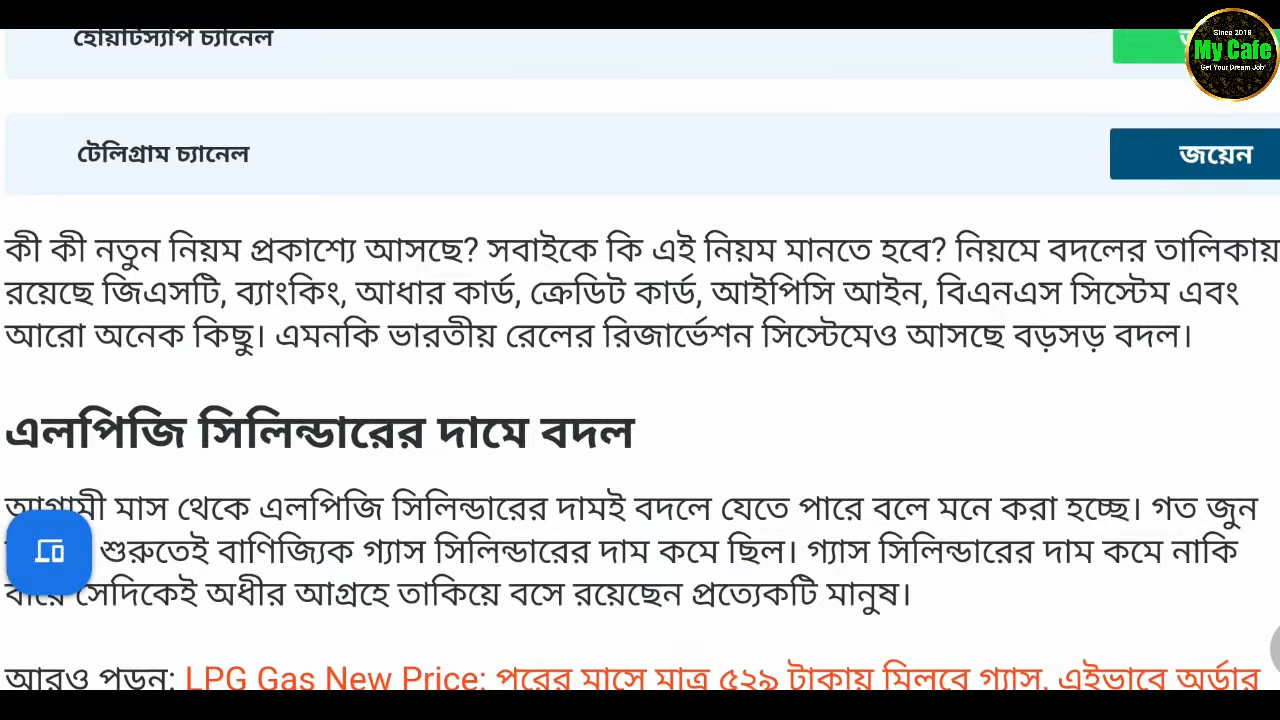 হোয়াটস্যাপ চ্যানেল
Since 2018
My Cafe
Get Your Dream Job
টেলিগ্রাম চ্যানেল
জয়েন
কী কী নতুন নিয়ম প্রকাশ্যে আসছে? সবাইকে কি এই নিয়ম মানতে হবে? নিয়মে বদলের তালিকায়
রয়েছে জিএসটি, ব্যাংকিং, আধার কার্ড, ক্রেডিট কার্ড, আইপিসি আইন, বিএনএস সিস্টেম এবং
আরো অনেক কিছু। এমনকি ভারতীয় রেলের রিজার্ভেশন সিস্টেমেও আসছে বড়সড় বদল।
এলপিজি সিলিন্ডারের দামে বদল
আগামী মাস থেকে এলপিজি সিলিন্ডারের দামই বদলে যেতে পারে বলে মনে করা হচ্ছে। গত জুন
শুরুতেই বাণিজ্যিক গ্যাস সিলিন্ডারের দাম কমে ছিল। গ্যাস সিলিন্ডারের দাম কমে নাকি
বাড়ে সেদিকেই অধীর আগ্রহে তাকিয়ে বসে রয়েছেন প্রত্যেকটি মানুষ।
আরও পড়ুন: LPG Gas New Price: পরের মাসে মাত্র ৫২৯ টাকায় মিলবে গ্যাস. এইভাবে অর্ডার